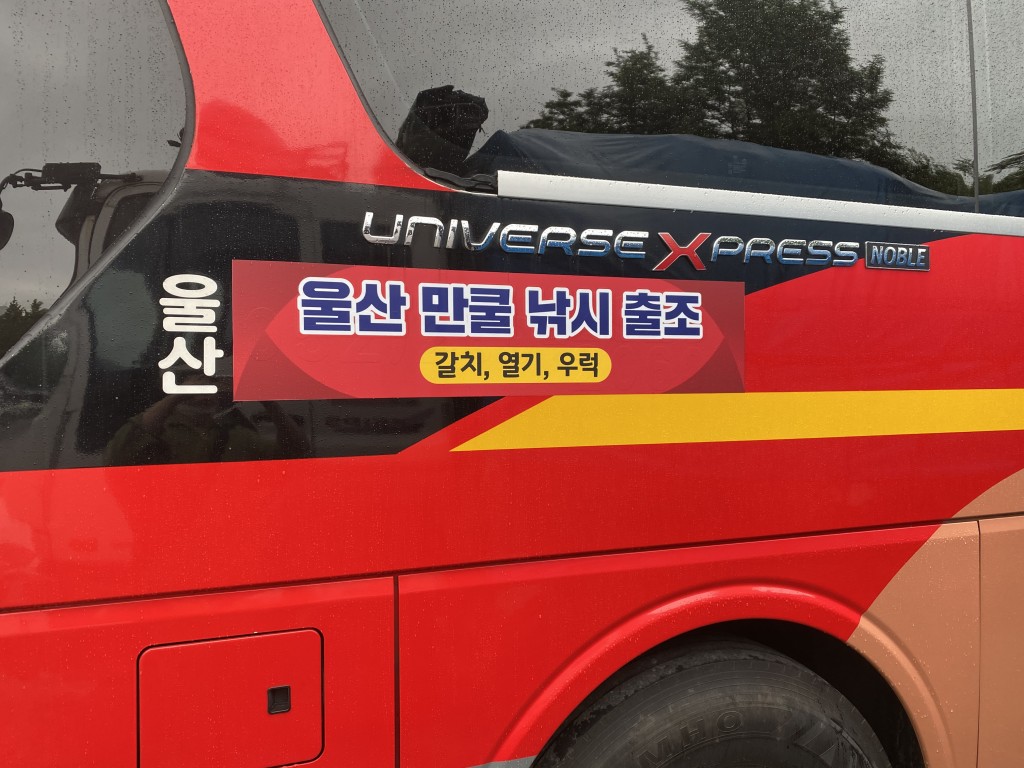 UNIVERSE XPRESS NOBLE
울산
울산 만쿨 낚시 출조
갈치, 열기, 우럭